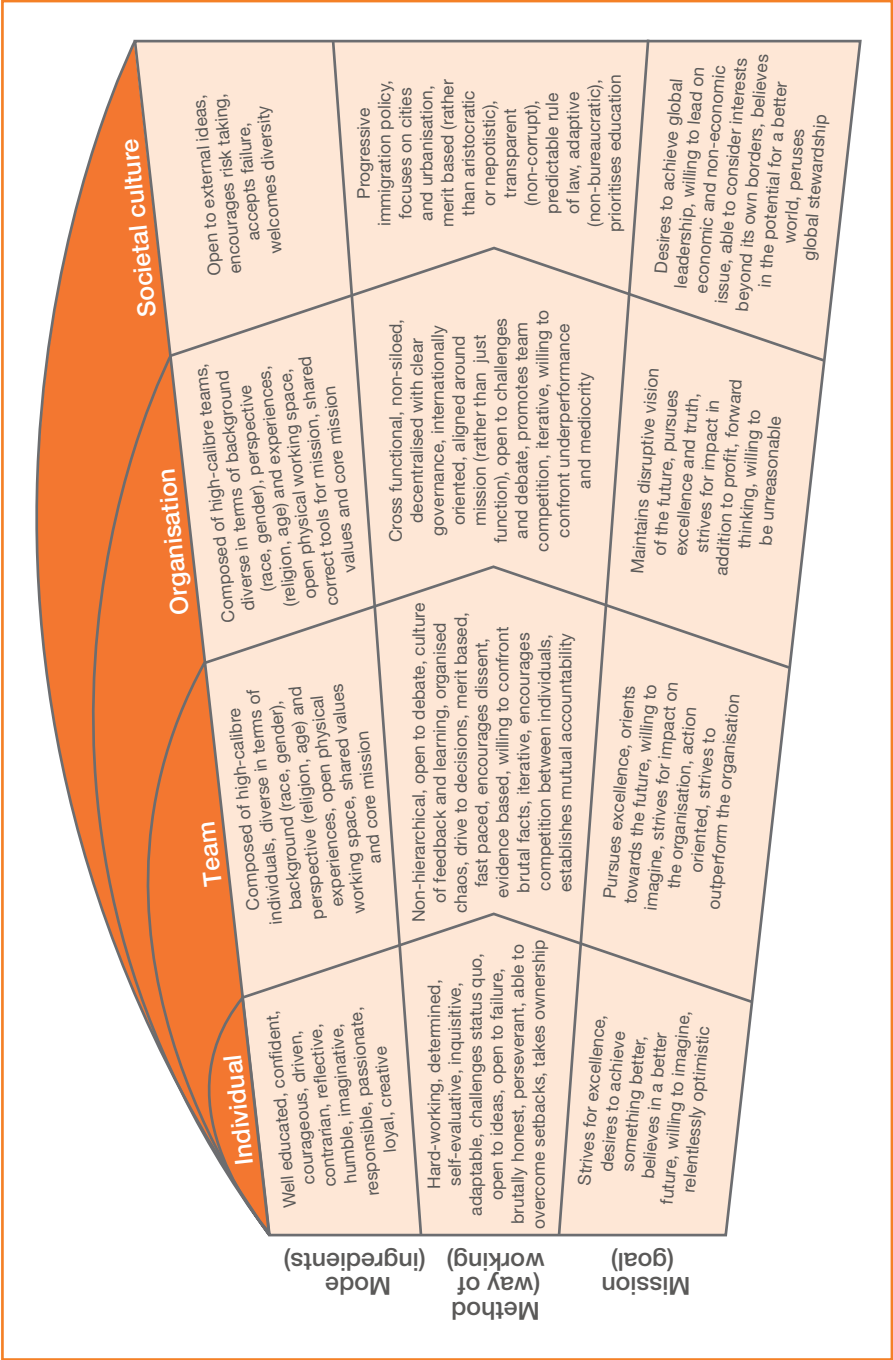 Individual
Team
Organisation
Societal culture
Mode
(ingredients)
Well educated, confident,
courageous, driven,
contrarian, reflective,
humble, imaginative,
responsible, passionate,
loyal, creative
Composed of high-calibre
individuals, diverse in terms of
background (race, gender),
perspective (religion, age) and
experiences, open physical
working space, shared values
and core mission
Composed of high-calibre teams,
diverse in terms of background
(race, gender), perspective
(religion, age) and experiences,
open physical working space,
correct tools for mission, shared
values and core mission
Open to external ideas,
encourages risk taking,
accepts failure,
welcomes diversity
Method
(way of
working)
Hard-working, determined,
self-evaluative, inquisitive,
adaptable, challenges status quo,
open to ideas, open to failure,
brutally honest, perseverant, able to
overcome setbacks, takes ownership
Non-hierarchical, open to debate, culture
of feedback and learning, organised
chaos, drive to decisions, merit based,
fast paced, encourages dissent,
evidence based, willing to confront
brutal facts, iterative, encourages
competition between individuals,
establishes mutual accountability
Cross functional, non-siloed,
decentralised with clear
governance, internationally
oriented, aligned around
mission (rather than just
function), open to challenges
and debate, promotes team
competition, iterative, willing to
confront underperformance
and mediocrity
Progressive
immigration policy,
focuses on cities
and urbanisation,
merit based (rather
than aristocratic
or nepotistic),
transparent
(non-corrupt),
predictable rule
of law, adaptive
(non-bureaucratic),
prioritises education
Mission
(goal)
Strives for excellence,
desires to achieve
something better,
believes in a better
future, willing to imagine,
relentlessly optimistic
Pursues excellence, orients
towards the future, willing to
imagine, strives for impact on
the organisation, action
oriented, strives to
outperform the organisation
Maintains disruptive vision
of the future, pursues
excellence and truth,
strives for impact in
addition to profit, forward
thinking, willing to
be unreasonable
Desires to achieve global
leadership, willing to lead on
economic and non-economic
issue, able to consider interests
beyond its own borders, believes
in the potential for a better
world, peruses
global stewardship